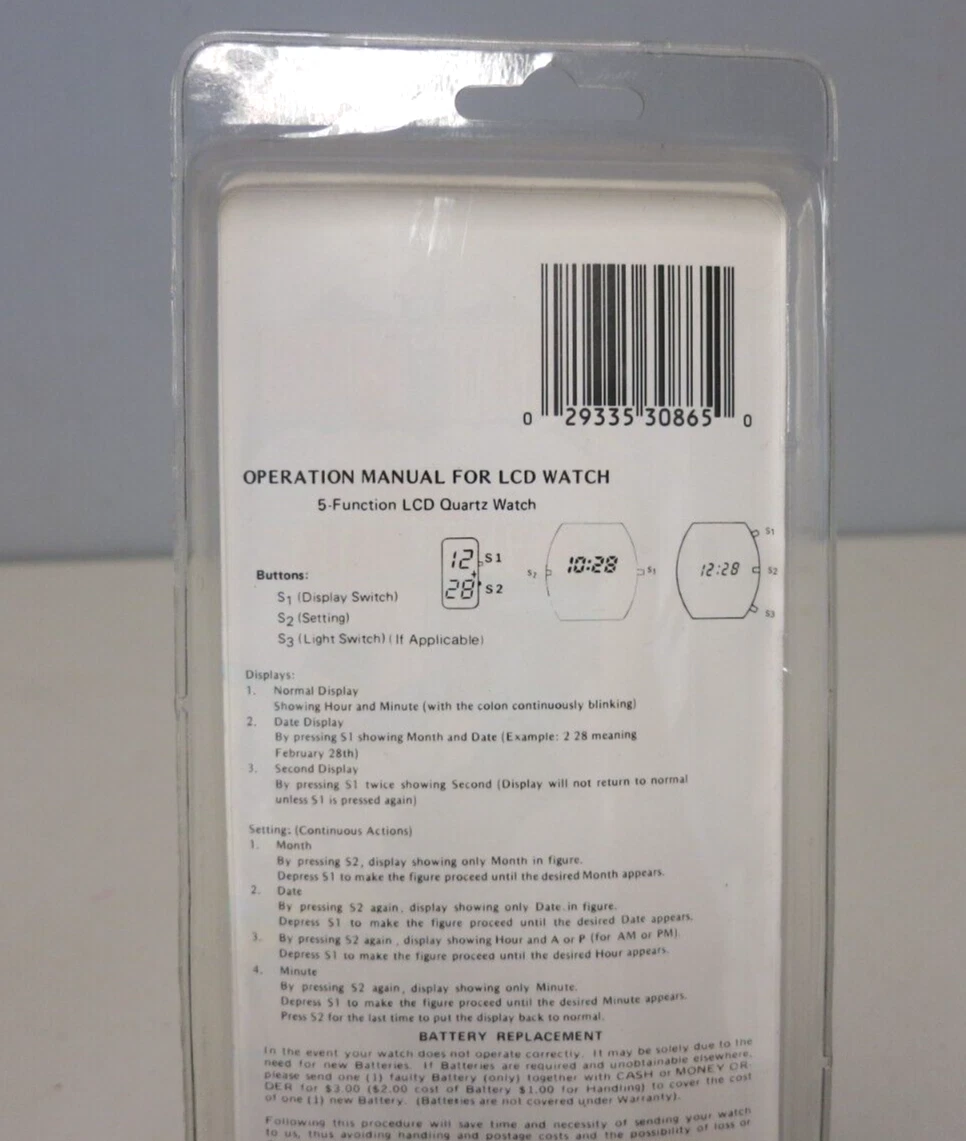 0 29335 30865 0
OPERATION MANUAL FOR LCD WATCH
5-Function LCD Quartz Watch
Buttons:
S1 (Display Switch)
S2 (Setting)
S3 (Light Switch) (If Applicable)
12 S1
28 S2
S2 10:28 S1
S1
12:28 S2
S3
Displays:
1. Normal Display
Showing Hour and Minute (with the colon continuously blinking)
2. Date Display
By pressing S1 showing Month and Date (Example: 2 28 meaning
February 28th)
3. Second Display
By pressing S1 twice showing Second (Display will not return to normal
unless S1 is pressed again)
Setting: (Continuous Actions)
1. Month
By pressing S2, display showing only Month in figure.
Depress S1 to make the figure proceed until the desired Month appears.
2. Date
By pressing S2 again, display showing only Date in figure.
Depress S1 to make the figure proceed until the desired Date appears.
3. By pressing S2 again, display showing Hour and A or P (for AM or PM)
Depress S1 to make the figure proceed until the desired Hour appears.
4. Minute
By pressing S2 again, display showing only Minute.
Depress S1 to make the figure proceed until the desired Minute appears.
Press S2 for the last time to put the display back to normal.
BATTERY REPLACEMENT
In the event your watch does not operate correctly. It may be solely due to the
need for new Batteries. If Batteries are required and unobtainable elsewhere,
please send one (1) faulty Battery (only) together with CASH or MONEY OR-
DER for $3.00 ($2.00 cost of Battery $1.00 for Handling) to cover the cost
of one (1) new Battery. (Batteries are not covered under Warranty).
Following this procedure will save time and necessity of sending your watch
to us, thus avoiding handling and postage costs and the possibility of loss or